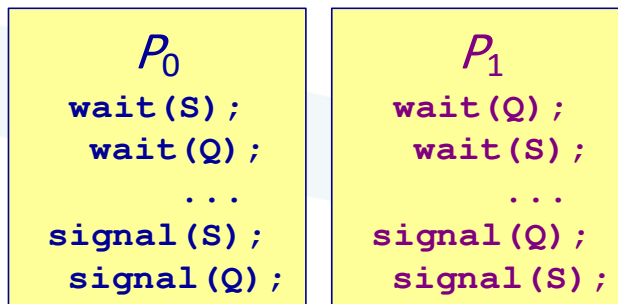 P0
wait(S);
wait(Q);
...
signal(S);
signal(Q);
P1
wait(Q);
wait(S);
...
signal(Q);
signal(S);